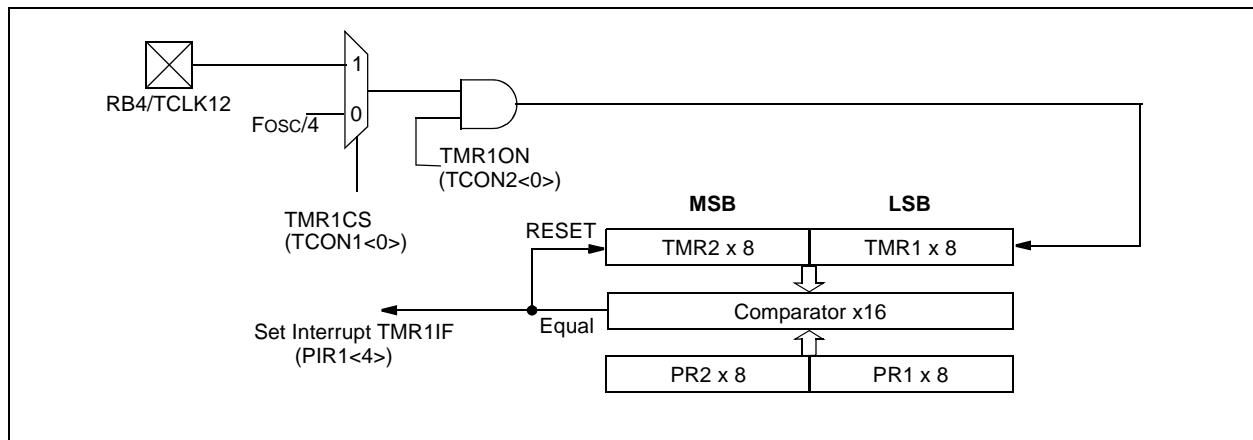 1
RB4/TCLK12
FOSC/4
0
TMR1ON
(TCON2<0>)
TMR1CS
(TCON1<0>)
MSB LSB
RESET
TMR2 x 8 TMR1 x 8
Comparator x16
Equal
Set Interrupt TMR1IF
(PIR1<4>)
PR2 x 8 PR1 x 8